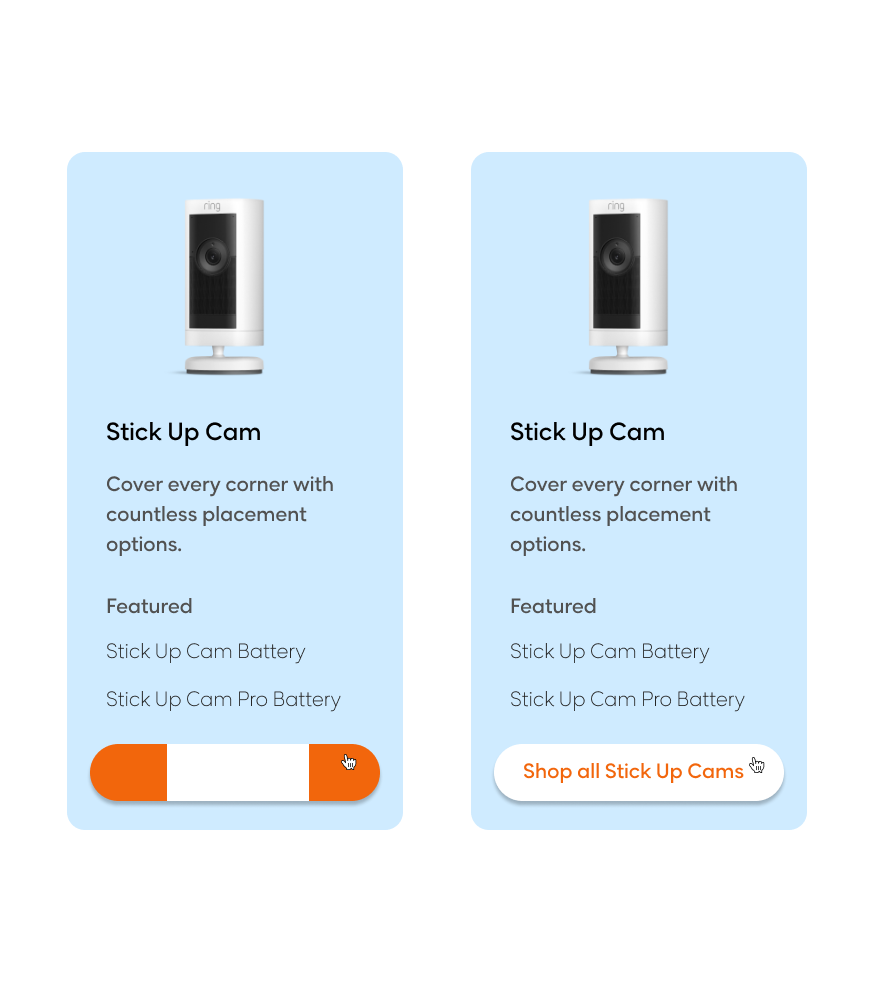 ring
Stick Up Cam
Cover every corner with
countless placement
options.
Featured
Stick Up Cam Battery
Stick Up Cam Pro Battery
ring
Stick Up Cam
Cover every corner with
countless placement
options.
Featured
Stick Up Cam Battery
Stick Up Cam Pro Battery
Shop all Stick Up Cams